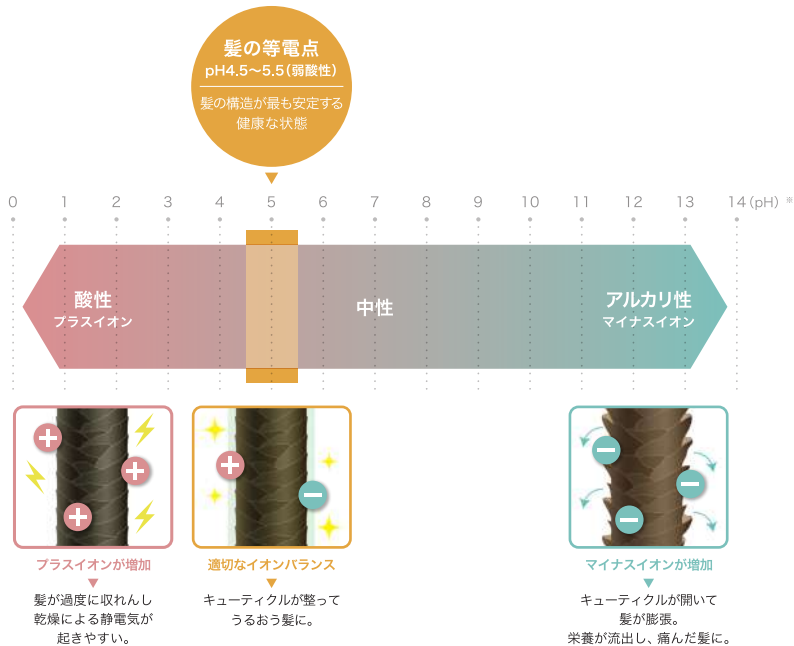 髪の等電点
pH4.5〜5.5（弱酸性）
髪の構造が最も安定する
健康な状態
0 1 2 3 4 5 6 7 8 9 10 11 12 13 14（pH）※
酸性
プラスイオン
中性
アルカリ性
マイナスイオン
プラスイオンが増加
髪が過度に収れんし
乾燥による静電気が
起きやすい。
適切なイオンバランス
キューティクルが整って
うるおう髪に。
マイナスイオンが増加
キューティクルが開いて
髪が膨張。
栄養が流出し、痛んだ髪に。